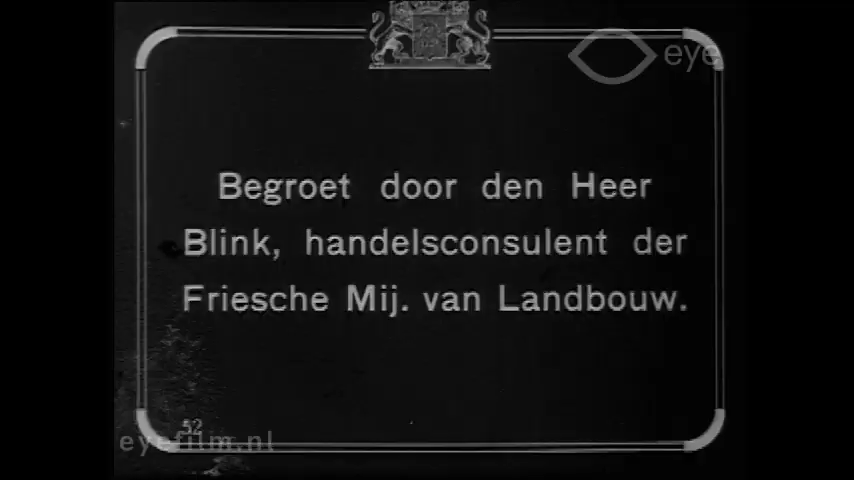 eye
Begroet door den Heer
Blink, handelsconsulent der
Friesche Mij. van Landbouw.
52
eyefilm.nl